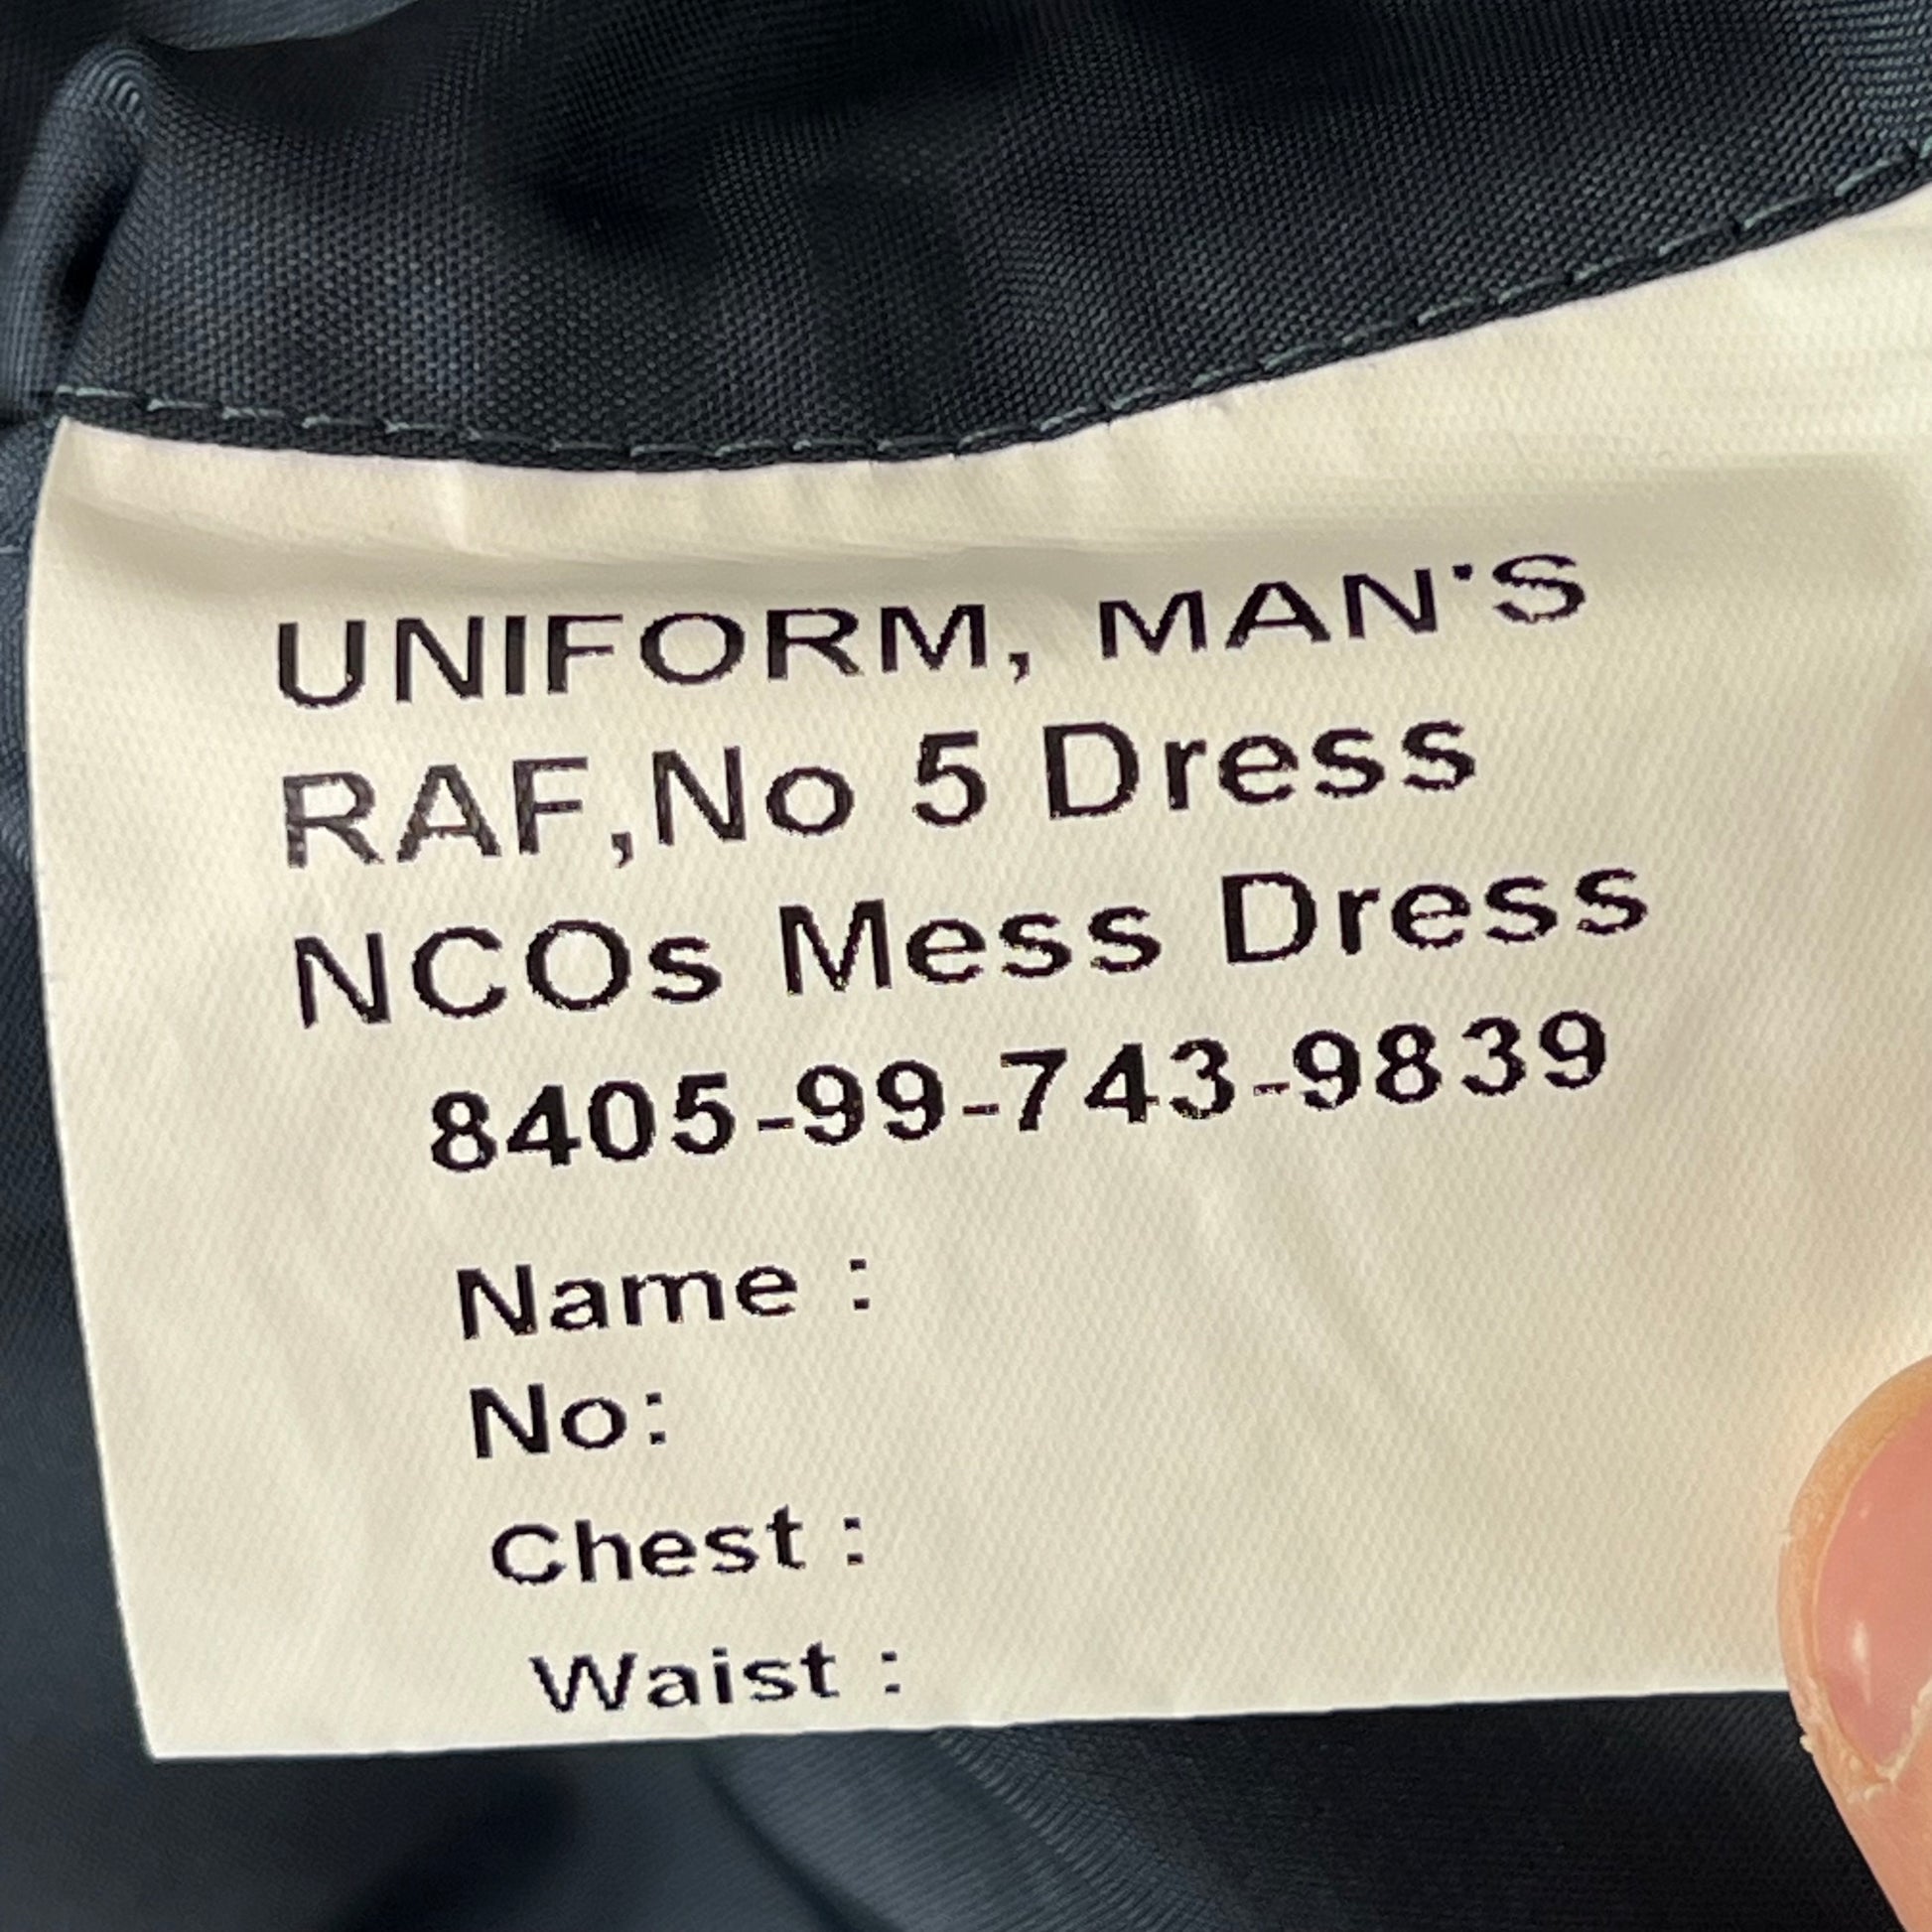 UNIFORM, MAN'S
RAF,No 5 Dress
NCOs Mess Dress
8405-99-743-9839
Name :
No:
Chest :
Waist :